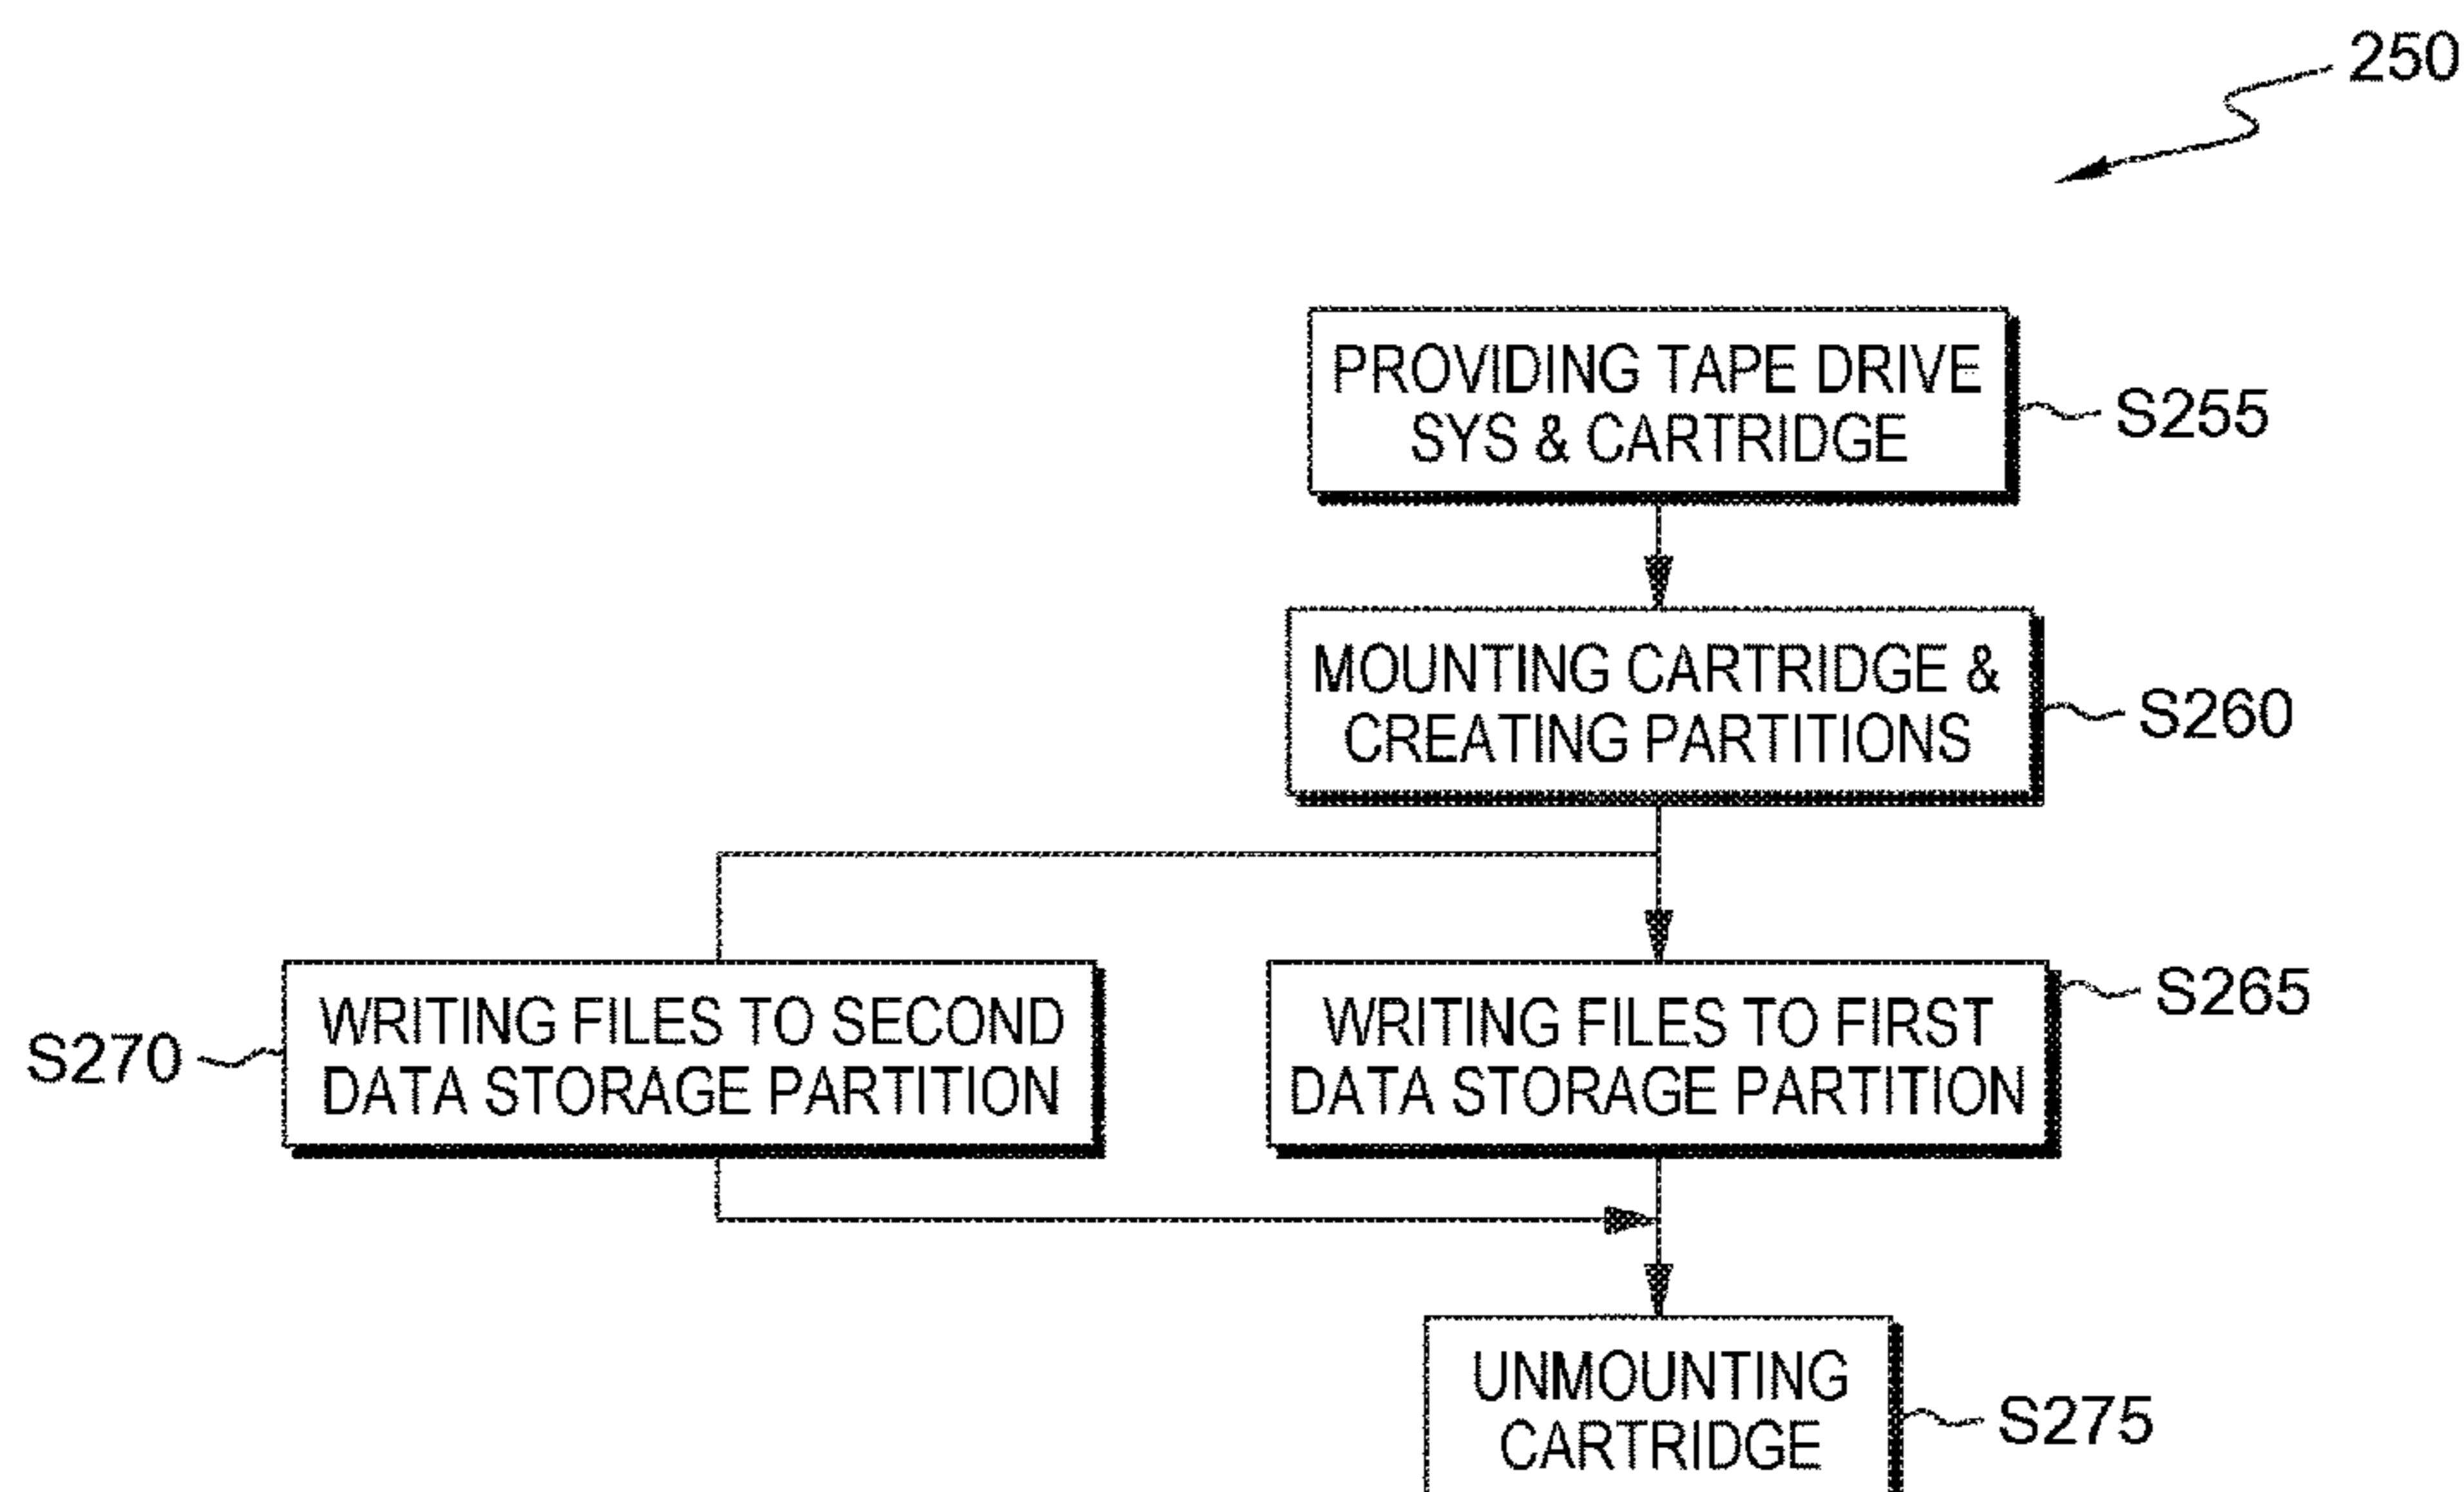 250
PROVIDING TAPE DRIVE
SYS & CARTRIDGE
S255
MOUNTING CARTRIDGE &
CREATING PARTITIONS
S260
S270
WRITING FILES TO SECOND
DATA STORAGE PARTITION
WRITING FILES TO FIRST
DATA STORAGE PARTITION
S265
UNMOUNTING
CARTRIDGE
S275